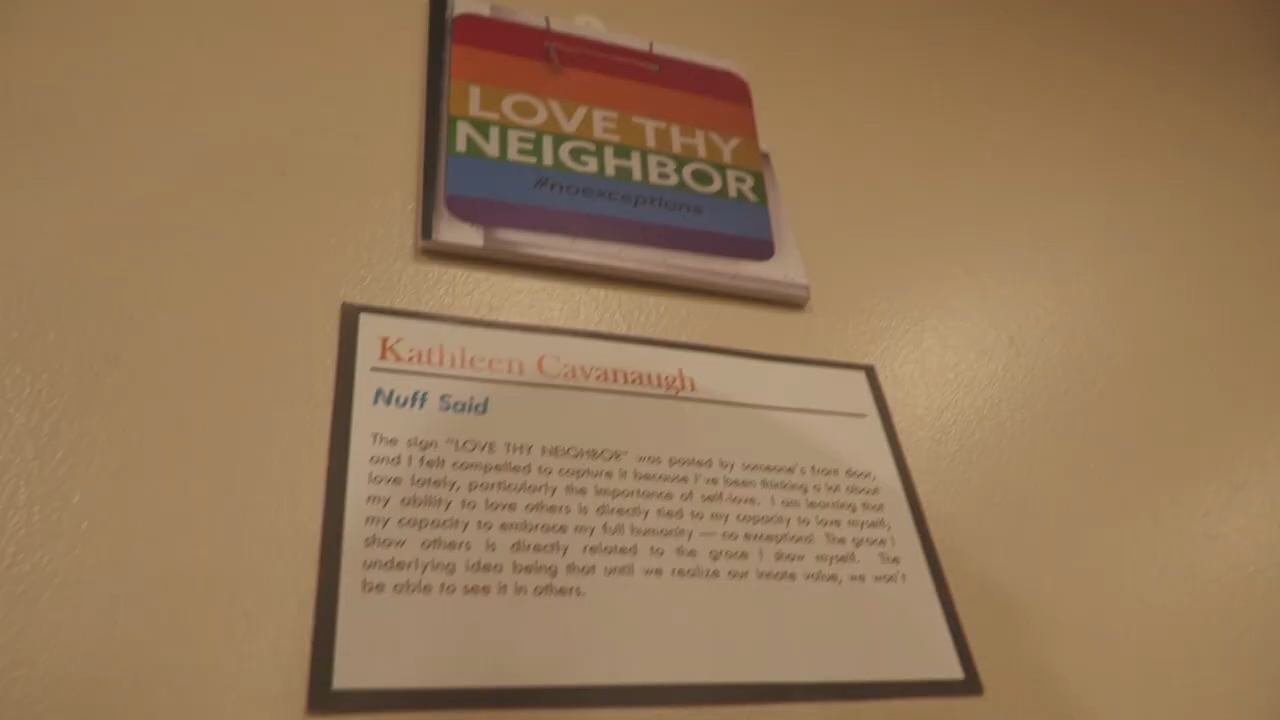 LOVE THY
NEIGHBOR
#noexceptions
Kathleen Cavanaugh
Nuff Said
The sign "LOVE THY NEIGHBOR" was posted by someone's front door,
and I felt compelled to capture it because I've been thinking a lot about
love lately, particularly the importance of self-love. I am learning that
my ability to love others is directly tied to my capacity to love myself;
my capacity to embrace my full humanity — no exceptions! The grace I
show others is directly related to the grace I show myself. The
underlying idea being that until we realize our innate value, we won't
be able to see it in others.